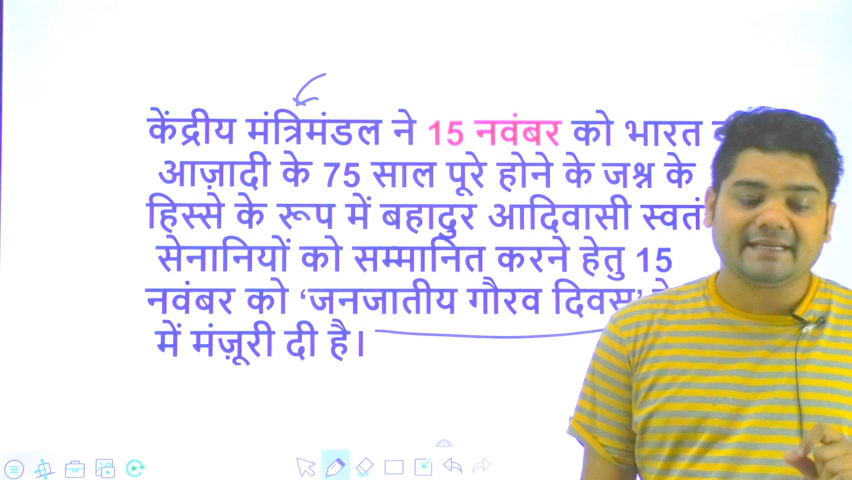 केंद्रीय मंत्रिमंडल ने 15 नवंबर को भारत
आज़ादी के 75 साल पूरे होने के जश्न के
हिस्से के रूप में बहादुर आदिवासी
सेनानियों को सम्मानित करने हेतु 15
नवंबर को ‘जनजातीय गौरव दिवस’
में मंज़ूरी दी है।